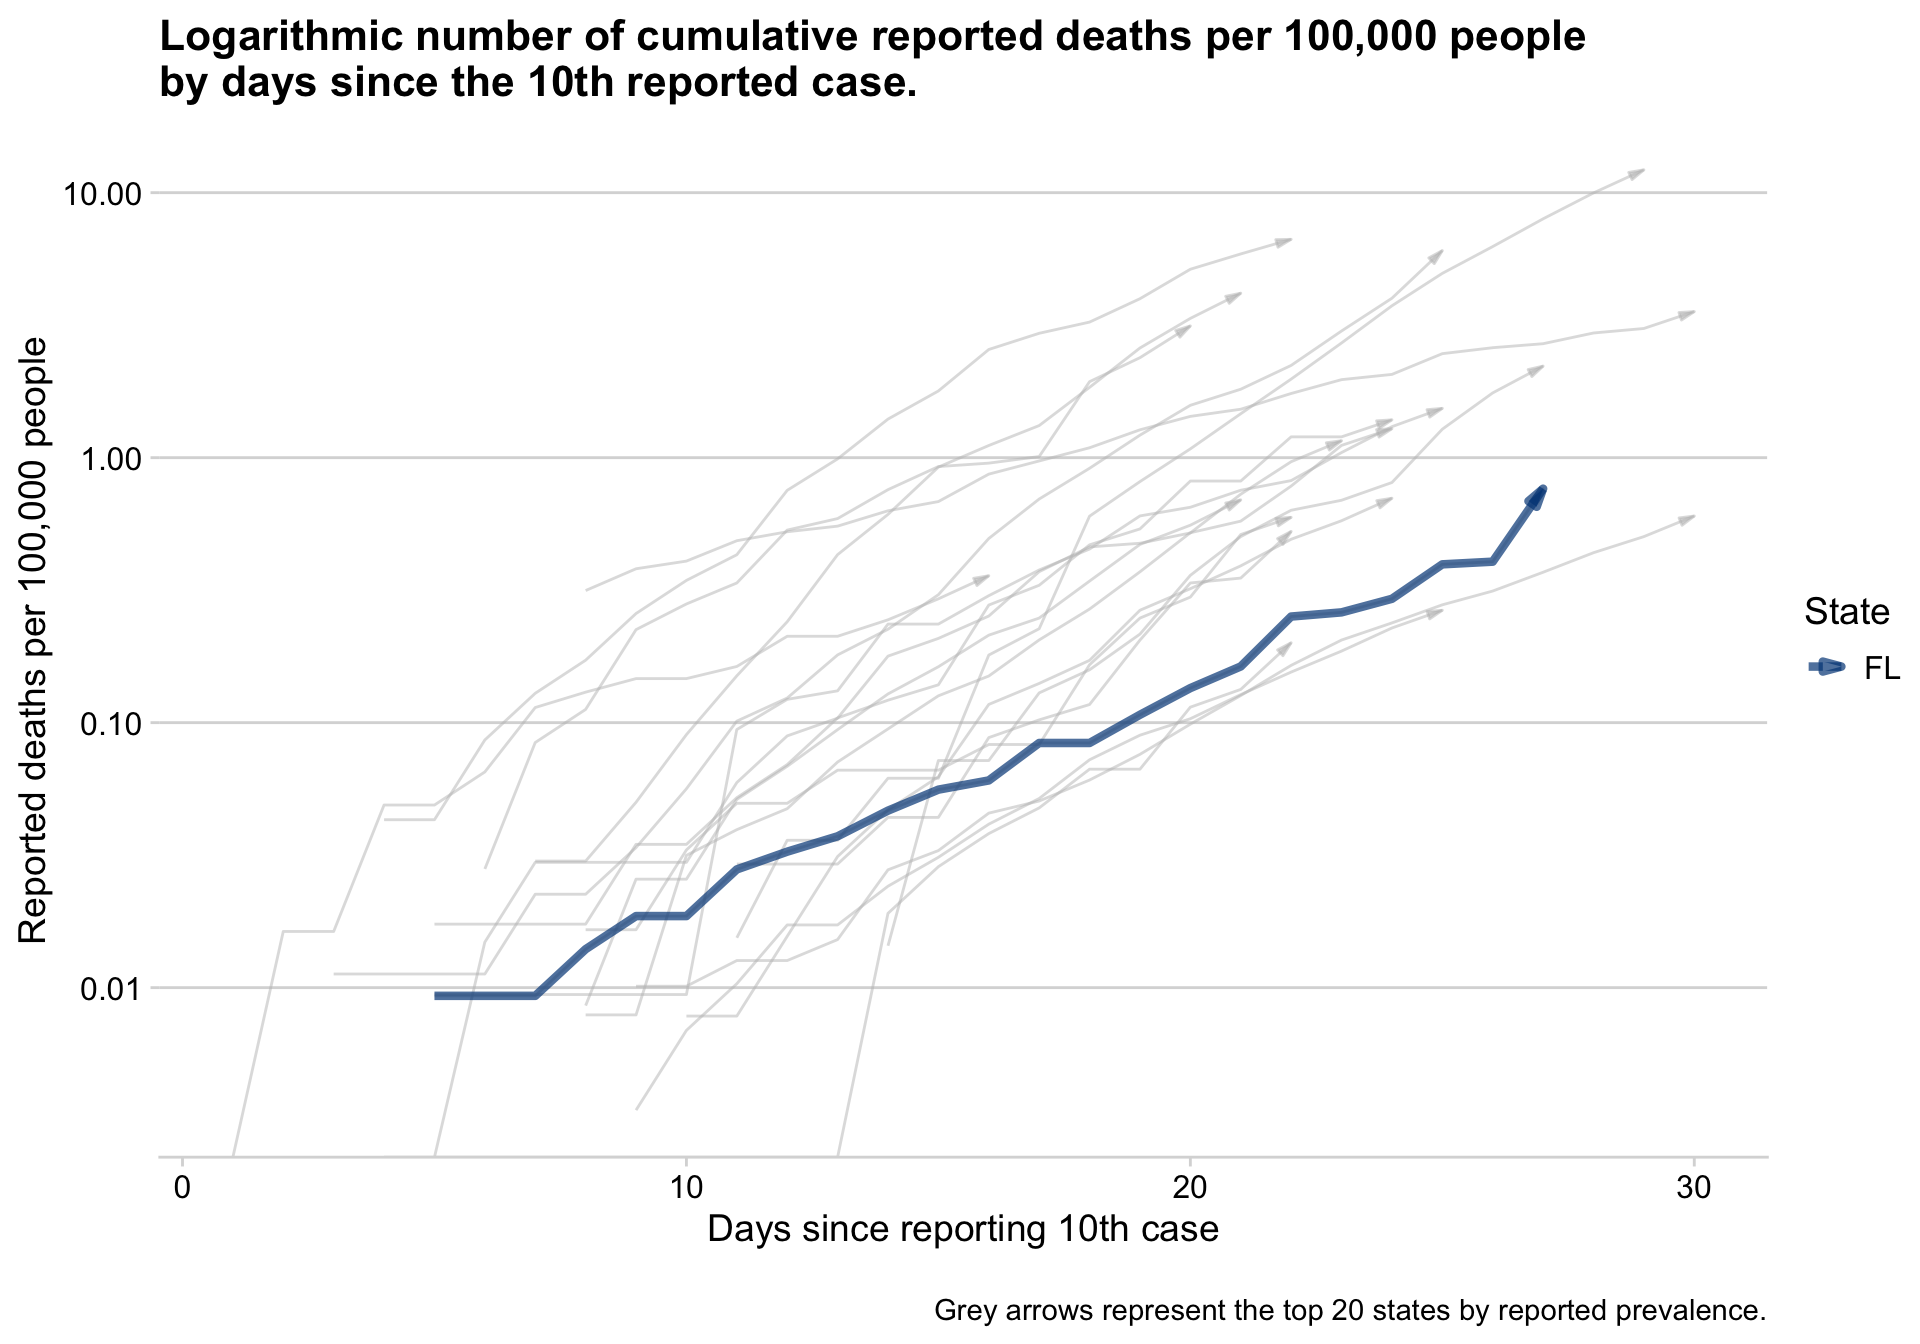 Logarithmic number of cumulative reported deaths per 100,000 people
by days since the 10th reported case.
Reported deaths per 100,000 people
10.00
1.00
0.10
0.01
State
FL
0
10
20
30
Days since reporting 10th case
Grey arrows represent the top 20 states by reported prevalence.